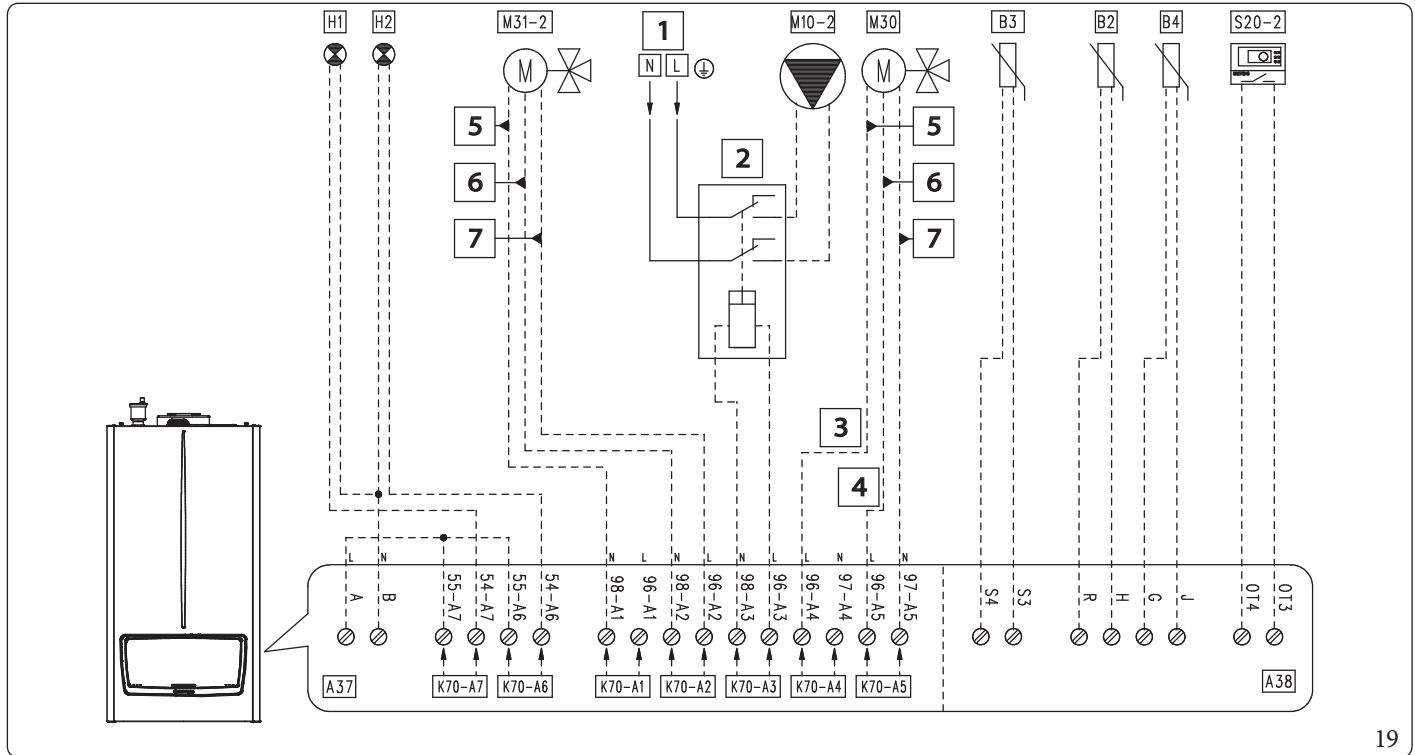 H1 H2 M31-2 1 M10-2 M30 B3 B2 B4 S20-2
N L
5 5
2
6 6
7 7
3
4
L N N L N L N L L N L N
A B 55-A7 54-A7 55-A6 54-A6 98-A1 96-A1 98-A2 96-A2 98-A3 96-A3 96-A4 97-A4 96-A5 97-A5 S4 S3 R H G J OT4 OT3
A37 K70-A7 K70-A6 K70-A1 K70-A2 K70-A3 K70-A4 K70-A5 A38
19